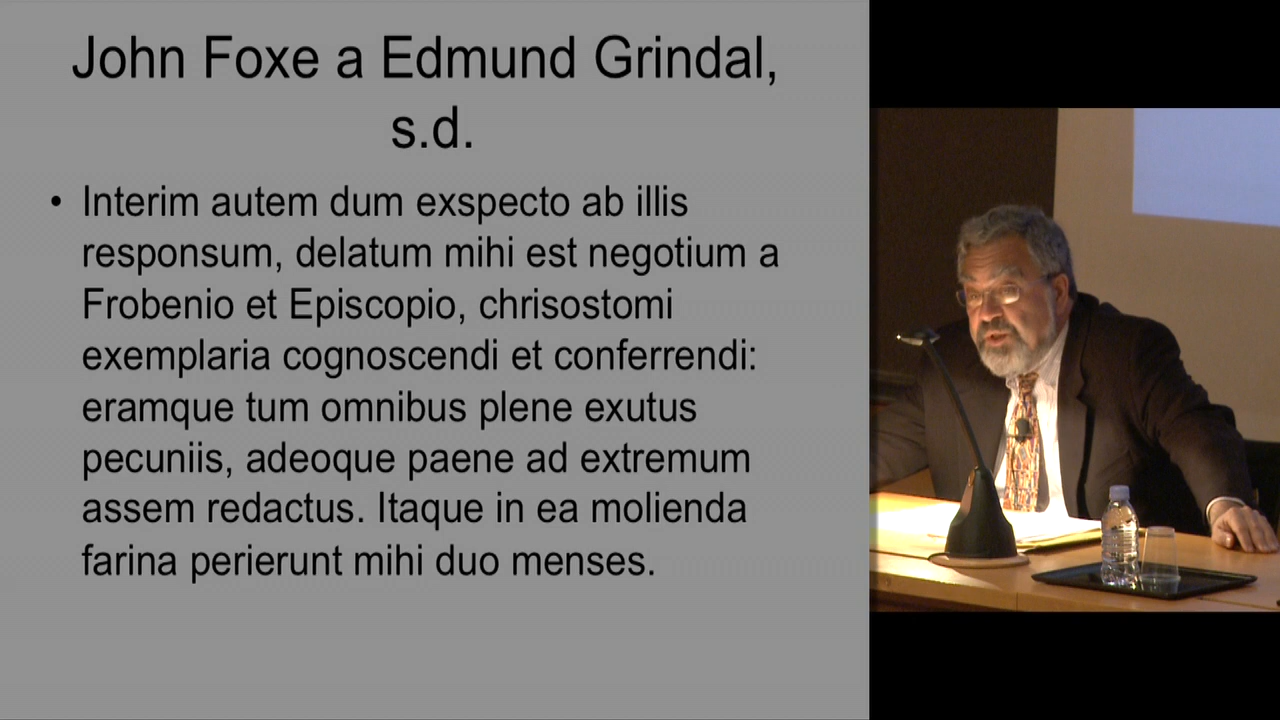 John Foxe a Edmund Grindal,
s.d.
• Interim autem dum exspecto ab illis
responsum, delatum mihi est negotium a
Frobenio et Episcopio, chrisostomi
exemplaria cognoscendi et conferrendi:
eramque tum omnibus plene exutus
pecuniis, adeoque paene ad extremum
assem redactus. Itaque in ea molienda
farina perierunt mihi duo menses.